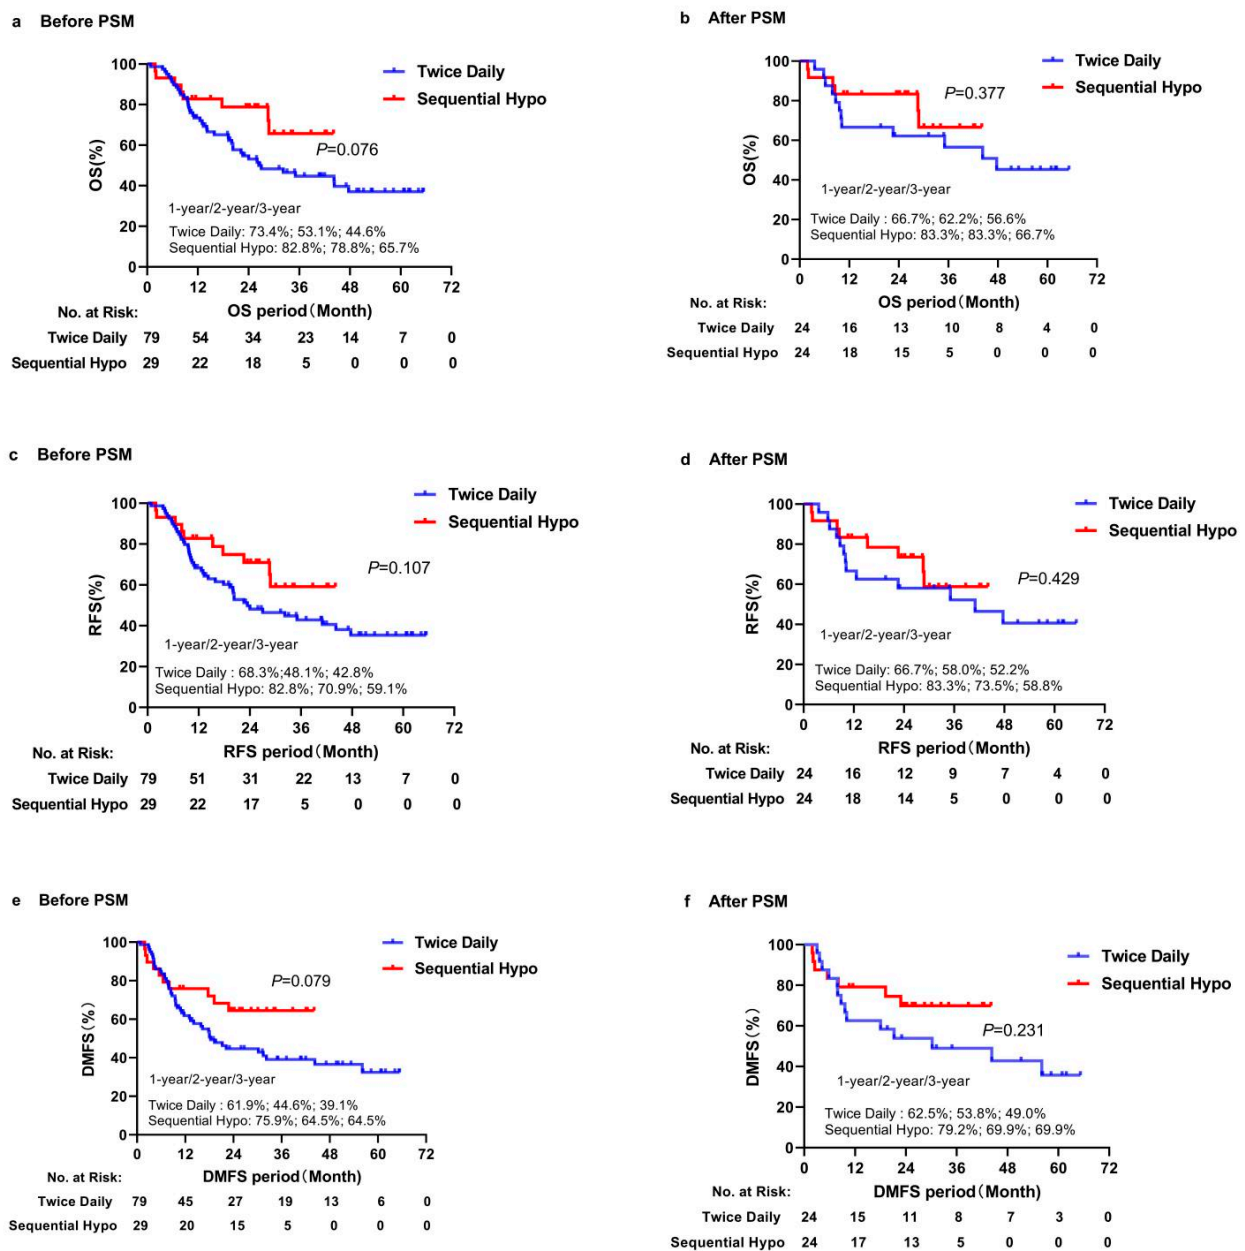 a Before PSM
100
80
60
40
20
0
OS(%)
Twice Daily
Sequential Hypo
P=0.076
1-year/2-year/3-year
Twice Daily: 73.4%; 53.1%; 44.6%
Sequential Hypo: 82.8%; 78.8%; 65.7%
0 12 24 36 48 60 72
No. at Risk: OS period(Month)
Twice Daily 79 54 34 23 14 7 0
Sequential Hypo 29 22 18 5 0 0 0
b After PSM
100
80
60
40
20
0
OS(%)
Twice Daily
Sequential Hypo
P=0.377
1-year/2-year/3-year
Twice Daily : 66.7%; 62.2%; 56.6%
Sequential Hypo: 83.3%; 83.3%; 66.7%
0 12 24 36 48 60 72
No. at Risk: OS period(Month)
Twice Daily 24 16 13 10 8 4 0
Sequential Hypo 24 18 15 5 0 0 0
c Before PSM
100
80
60
40
20
0
RFS(%)
Twice Daily
Sequential Hypo
P=0.107
1-year/2-year/3-year
Twice Daily : 68.3%;48.1%; 42.8%
Sequential Hypo: 82.8%; 70.9%; 59.1%
0 12 24 36 48 60 72
No. at Risk: RFS period(Month)
Twice Daily 79 51 31 22 13 7 0
Sequential Hypo 29 22 17 5 0 0 0
d After PSM
100
80
60
40
20
0
RFS(%)
Twice Daily
Sequential Hypo
P=0.429
1-year/2-year/3-year
Twice Daily: 66.7%; 58.0%; 52.2%
Sequential Hypo: 83.3%; 73.5%; 58.8%
0 12 24 36 48 60 72
No. at Risk: RFS period(Month)
Twice Daily 24 16 12 9 7 4 0
Sequential Hypo 24 18 14 5 0 0 0
e Before PSM
100
80
60
40
20
0
DMFS(%)
Twice Daily
Sequential Hypo
P=0.079
1-year/2-year/3-year
Twice Daily : 61.9%; 44.6%; 39.1%
Sequential Hypo: 75.9%; 64.5%; 64.5%
0 12 24 36 48 60 72
No. at Risk: DMFS period(Month)
Twice Daily 79 45 27 19 13 6 0
Sequential Hypo 29 20 15 5 0 0 0
f After PSM
100
80
60
40
20
0
DMFS(%)
Twice Daily
Sequential Hypo
P=0.231
1-year/2-year/3-year
Twice Daily : 62.5%; 53.8%; 49.0%
Sequential Hypo: 79.2%; 69.9%; 69.9%
0 12 24 36 48 60 72
No. at Risk: DMFS period(Month)
Twice Daily 24 15 11 8 7 3 0
Sequential Hypo 24 17 13 5 0 0 0